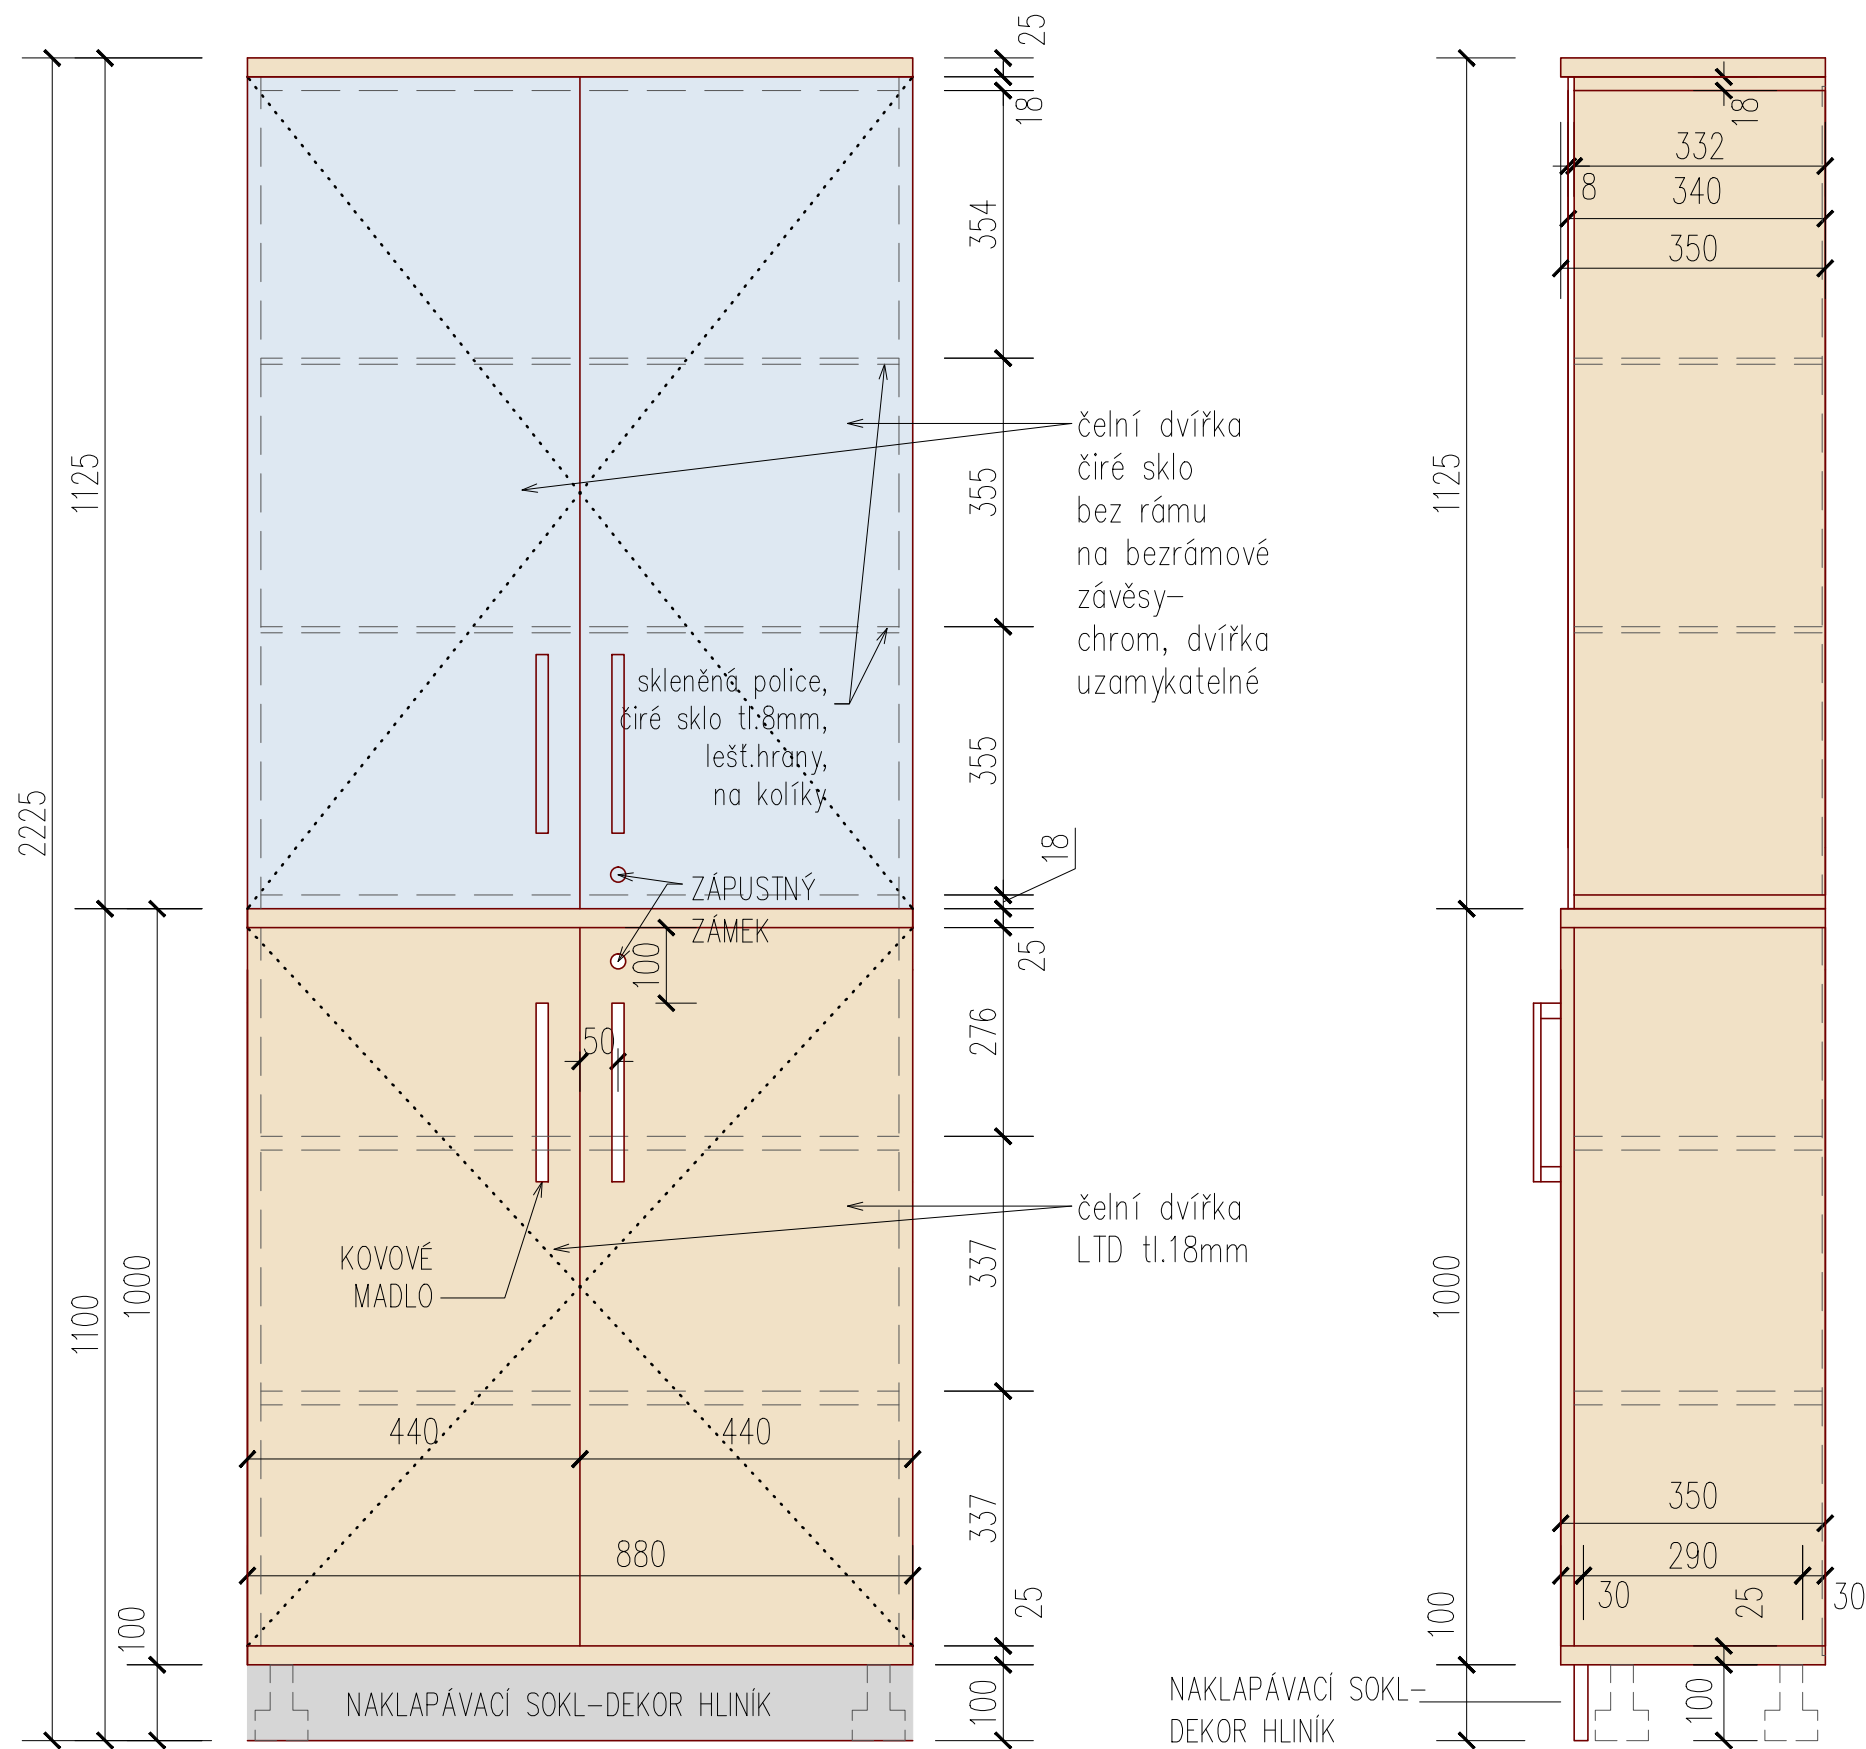 25
18
354
355
355
18
25
276
337
337
25
100
1125
2225
1100
1000
100
čelní dvířka
čiré sklo
bez rámu
na bezrámové
závěsy-
chrom, dvířka
uzamykatelné
skleněná police,
čiré sklo tl.8mm,
lešť.hrany,
na kolíky
ZÁPUSTNÝ
ZÁMEK
100
50
KOVOVÉ
MADLO
čelní dvířka
LTD tl.18mm
440
440
880
NAKLAPÁVACÍ SOKL-DEKOR HLINÍK
18
332
8
340
350
1125
1000
100
350
290
30
25
30
100
NAKLAPÁVACÍ SOKL-
DEKOR HLINÍK